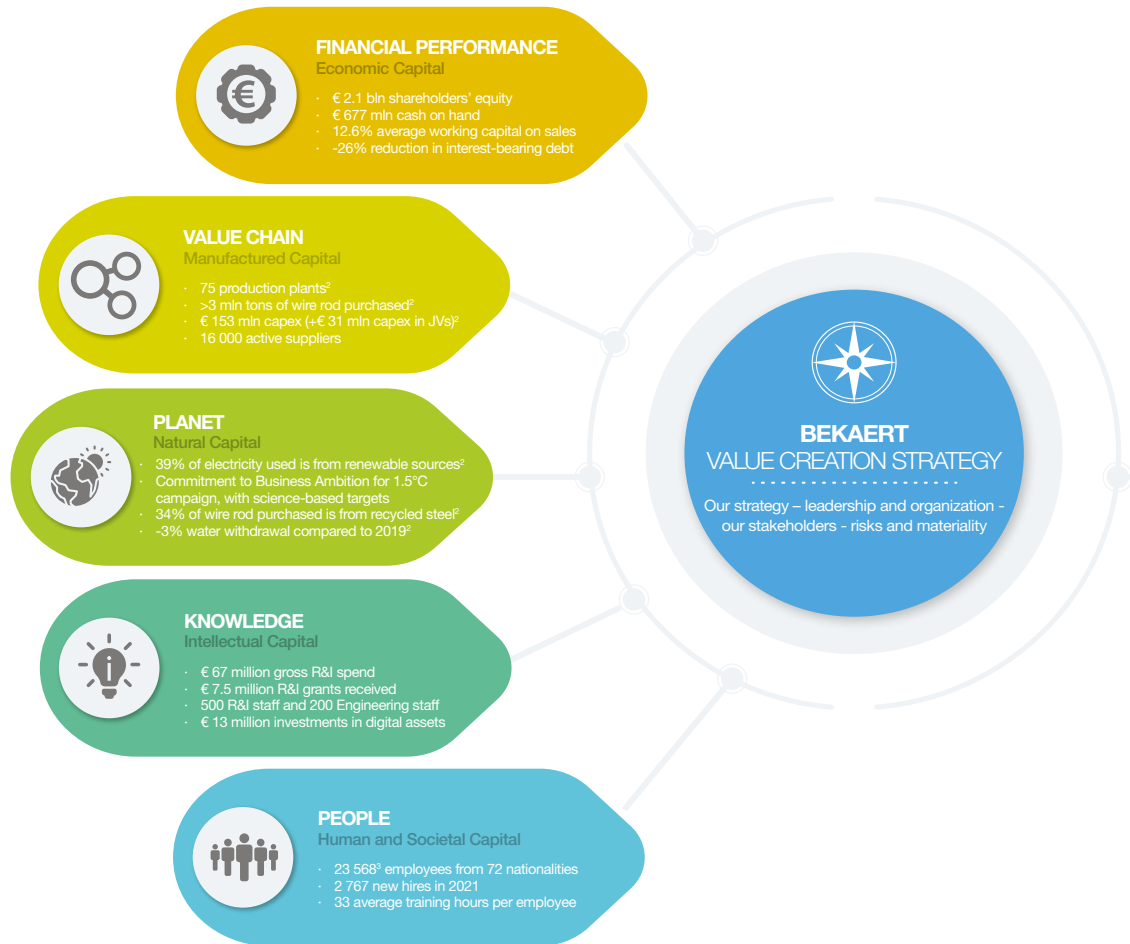 FINANCIAL PERFORMANCE
Economic Capital
· € 2.1 bln shareholders' equity
· € 677 mln cash on hand
· 12.6% average working capital on sales
· -26% reduction in interest-bearing debt
VALUE CHAIN
Manufactured Capital
· 75 production plants²
· >3 mln tons of wire rod purchased²
· € 153 mln capex (+€ 31 mln capex in JVs)²
· 16 000 active suppliers
PLANET
Natural Capital
· 39% of electricity used is from renewable sources²
· Commitment to Business Ambition for 1.5°C
campaign, with science-based targets
· 34% of wire rod purchased is from recycled steel²
· -3% water withdrawal compared to 2019²
KNOWLEDGE
Intellectual Capital
· € 67 million gross R&I spend
· € 7.5 million R&I grants received
· 500 R&I staff and 200 Engineering staff
· € 13 million investments in digital assets
PEOPLE
Human and Societal Capital
· 23 568³ employees from 72 nationalities
· 2 767 new hires in 2021
· 33 average training hours per employee
BEKAERT
VALUE CREATION STRATEGY
Our strategy – leadership and organization -
our stakeholders - risks and materiality